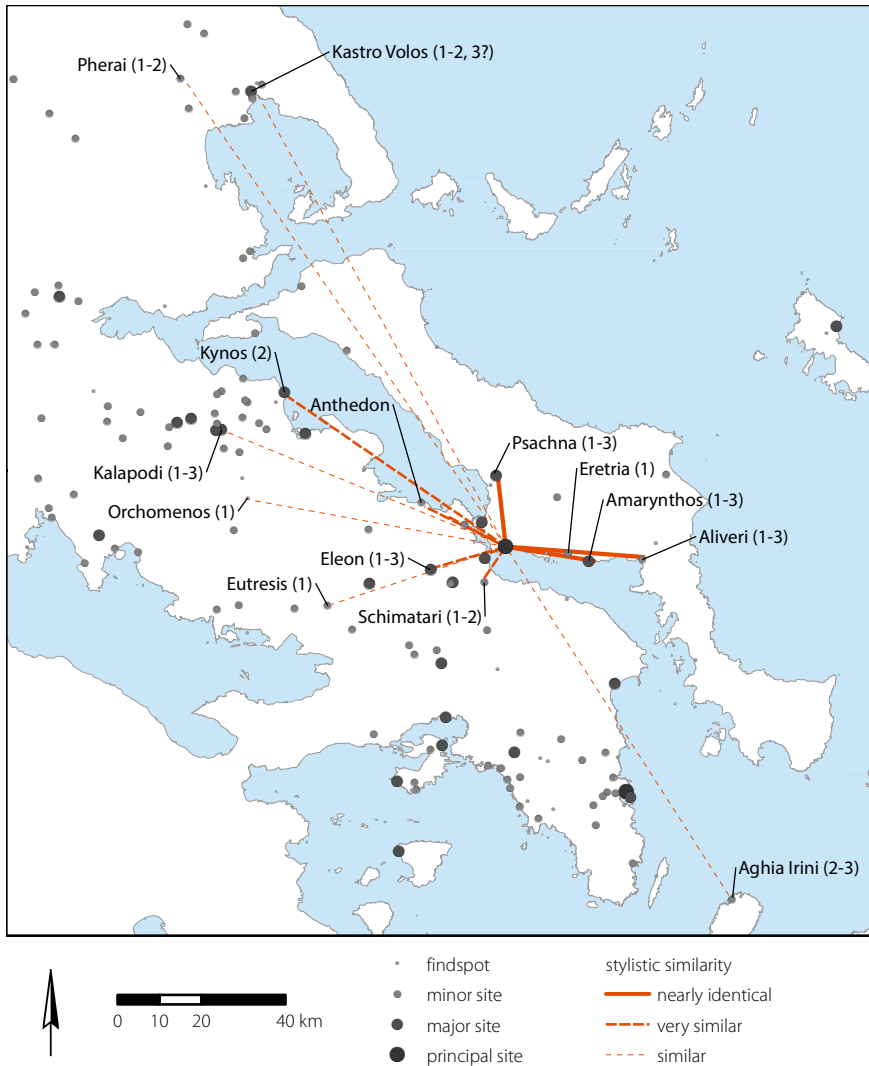 Kastro Volos (1-2, 3?)
Pherai (1-2)
Kynos (2)
Anthedon
Psachna (1-3)
Eretria (1)
Kalapodi (1-3)
Amarynthos (1-3)
Orchomenos (1)
Aliveri (1-3)
Eleon (1-3)
Eutresis (1)
Schimatari (1-2)
Aghia Irini (2-3)
findspot
minor site
major site
principal site
stylistic similarity
nearly identical
very similar
similar
0 10 20 40 km